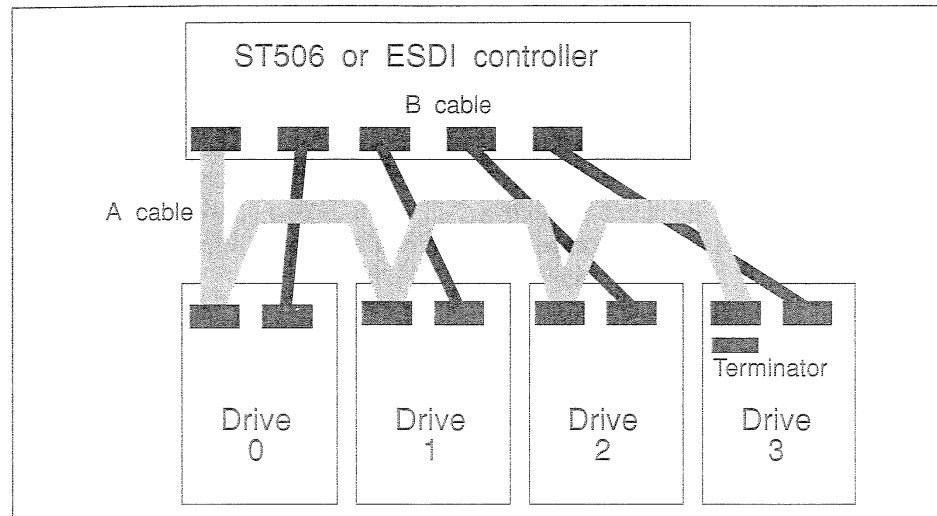 ST506 or ESDI controller
B cable
A cable
Terminator
Drive
0
Drive
1
Drive
2
Drive
3